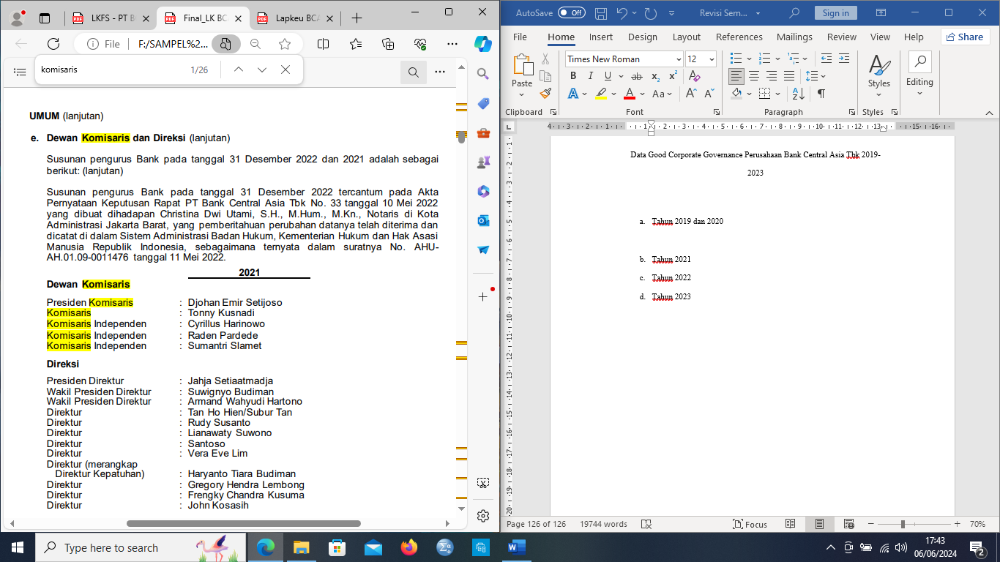 LKFS - PT B
Final_LK BC
Lapkeu BCA
File
F:/SAMPEL%2...
komisaris
1/26
UMUM (lanjutan)
e. Dewan Komisaris dan Direksi (lanjutan)
Susunan pengurus Bank pada tanggal 31 Desember 2022 dan 2021 adalah sebagai
berikut: (lanjutan)
Susunan pengurus Bank pada tanggal 31 Desember 2022 tercantum pada Akta
Pernyataan Keputusan Rapat PT Bank Central Asia Tbk No. 33 tanggal 10 Mei 2022
yang dibuat dihadapan Christina Dwi Utami, S.H., M.Hum., M.Kn., Notaris di Kota
Administrasi Jakarta Barat, yang pemberitahuan perubahan datanya telah diterima dan
dicatat di dalam Sistem Administrasi Badan Hukum, Kementerian Hukum dan Hak Asasi
Manusia Republik Indonesia, sebagaimana ternyata dalam suratnya No. AHU-
AH.01.09-0011476 tanggal 11 Mei 2022.
2021
Dewan Komisaris
Presiden Komisaris : Djohan Emir Setijoso
Komisaris : Tonny Kusnadi
Komisaris Independen : Cyrillus Harinowo
Komisaris Independen : Raden Pardede
Komisaris Independen : Sumantri Slamet
Direksi
Presiden Direktur : Jahja Setiaatmadja
Wakil Presiden Direktur : Suwignyo Budiman
Wakil Presiden Direktur : Armand Wahyudi Hartono
Direktur : Tan Ho Hien/Subur Tan
Direktur : Rudy Susanto
Direktur : Lianawaty Suwono
Direktur : Santoso
Direktur : Vera Eve Lim
Direktur (merangkap
Direktur Kepatuhan) : Haryanto Tiara Budiman
Direktur : Gregory Hendra Lembong
Direktur : Frengky Chandra Kusuma
Direktur : John Kosasih
AutoSave Off
Revisi Sem...
Sign in
File Home Insert Design Layout References Mailings Review View Help Share
Times New Roman 12
Paste
Styles
Editing
Clipboard Font Paragraph Styles
Data Good Corporate Governance Perusahaan Bank Central Asia Tbk 2019-
2023
a. Tahun 2019 dan 2020
b. Tahun 2021
c. Tahun 2022
d. Tahun 2023
Page 126 of 126 19744 words Focus 70%
Type here to search
17:43
06/06/2024
2